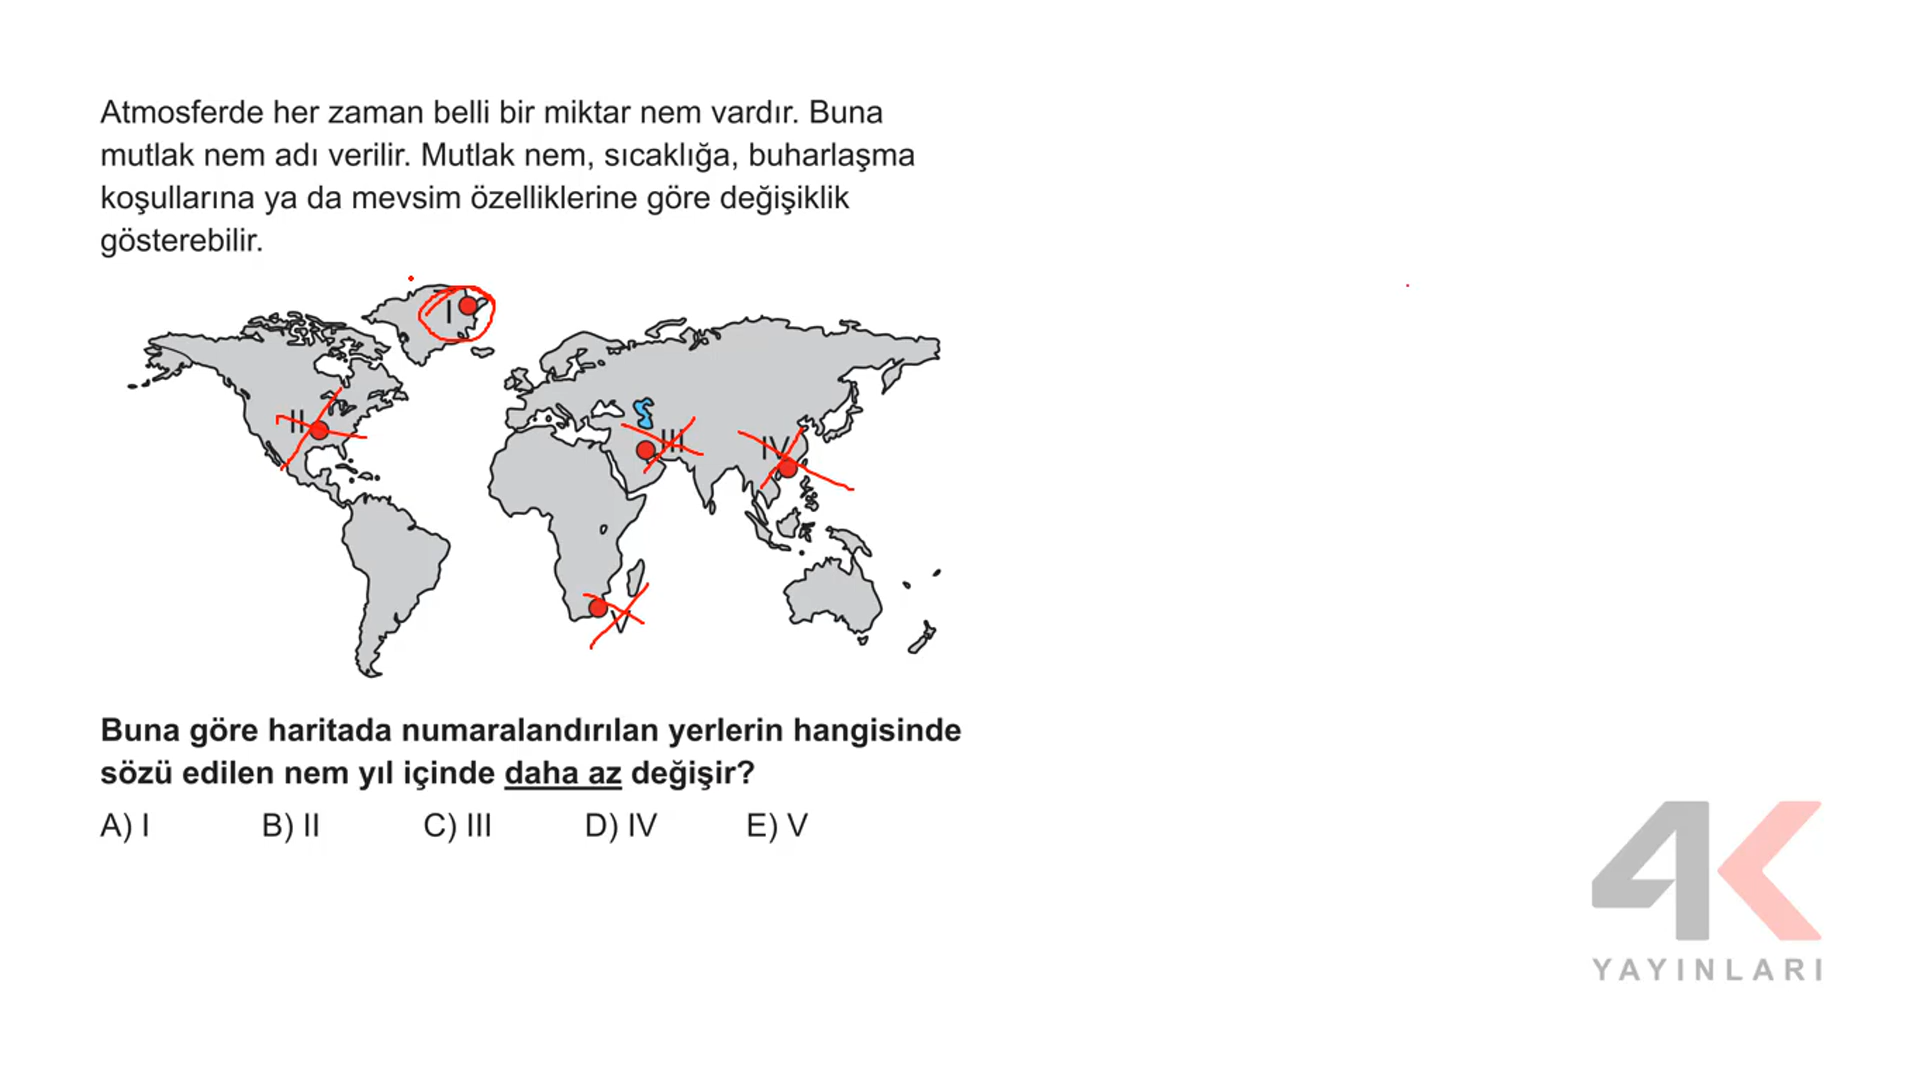 Atmosferde her zaman belli bir miktar nem vardır. Buna
mutlak nem adı verilir. Mutlak nem, sıcaklığa, buharlaşma
koşullarına ya da mevsim özelliklerine göre değişiklik
gösterebilir.
I
II
III
IV
V
Buna göre haritada numaralandırılan yerlerin hangisinde
sözü edilen nem yıl içinde daha az değişir?
A) I B) II C) III D) IV E) V
4K
YAYINLARI